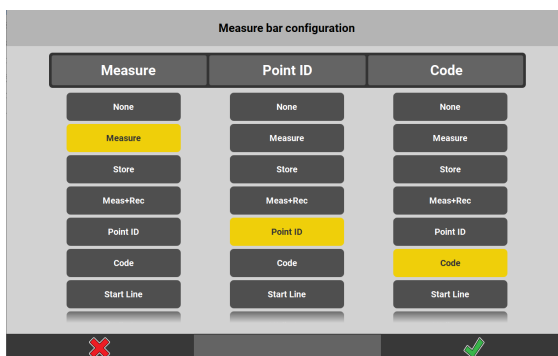 Measure bar configuration
Measure Point ID Code
None None None
Measure Measure Measure
Store Store Store
Meas+Rec Meas+Rec Meas+Rec
Point ID Point ID Point ID
Code Code Code
Start Line Start Line Start Line